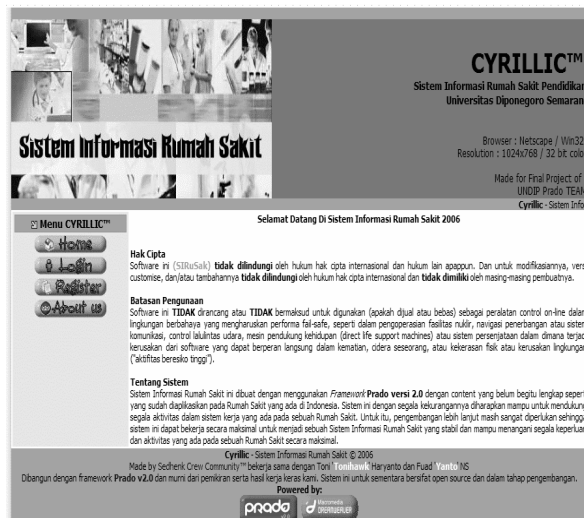 CYRILLIC™
Sistem Informasi Rumah Sakit Pendidikan
Universitas Diponegoro Semaran
Browser : Netscape / Win32
Resolution : 1024x768 / 32 bit colo
Made for Final Project of
UNDIP Prado TEAM
Sistem Informasi Rumah Sakit
Cyrillic - Sistem Info
Menu CYRILLIC™
Home
Login
Register
About us
Selamat Datang Di Sistem Informasi Rumah Sakit 2006
Hak Cipta
Software ini (SIRuSak) tidak dilindungi oleh hukum hak cipta internasional dan hukum lain apappun. Dan untuk modifikasiannya, vers
customise, dan/atau tambahannya tidak dilindungi oleh hukum hak cipta internasional dan tidak dimiliki oleh masing-masing pembuatnya.
Batasan Pengunaan
Software ini TIDAK dirancang atau TIDAK bermaksud untuk digunakan (apakah dijual atau bebas) sebagai peralatan control on-line dalam
lingkungan berbahaya yang mengharuskan performa fail-safe, seperti dalam pengoperasian fasilitas nuklir, navigasi penerbangan atau sistem
komunikasi, control lalulintas udara, mesin pendukung kehidupan (direct life support machines) atau sistem persenjataan dalam dimana terjadi
kerusakan dari software yang dapat berperan langsung dalam kematian, cidera seseorang, atau kekerasan fisik atau kerusakan lingkungan
("aktifitas beresiko tinggi").
Tentang Sistem
Sistem Informasi Rumah Sakit ini dibuat dengan menggunakan Framework Prado versi 2.0 dengan content yang belum begitu lengkap seperti
yang sudah diaplikasikan pada Rumah Sakit yang ada di Indonesia. Sistem ini dengan segala kekurangannya diharapkan mampu untuk mendukung
segala aktivitas dalam sistem kerja yang ada pada sebuah Rumah Sakit. Untuk itu, pengembangan lebih lanjut masih sangat diperlukan sehingga
sistem ini dapat bekerja secara maksimal untuk menjadi sebuah Sistem Informasi Rumah Sakit yang stabil dan mampu menangani segala keperluan
dan aktivitas yang ada pada sebuah Rumah Sakit secara maksimal.
Cyrillic - Sistem Informasi Rumah Sakit © 2006
Made by Sedhenk Crew Community™ bekerja sama dengan Toni 'Tonihawk' Haryanto dan Fuad 'Yanto' NS
Dibangun dengan framework Prado v2.0 dan murni dari pemikiran serta hasil kerja keras kami. Sistem ini untuk sementara bersifat open source dan dalam tahap pengembangan.
Powered by:
prado
Macromedia
DREAMWEAVER